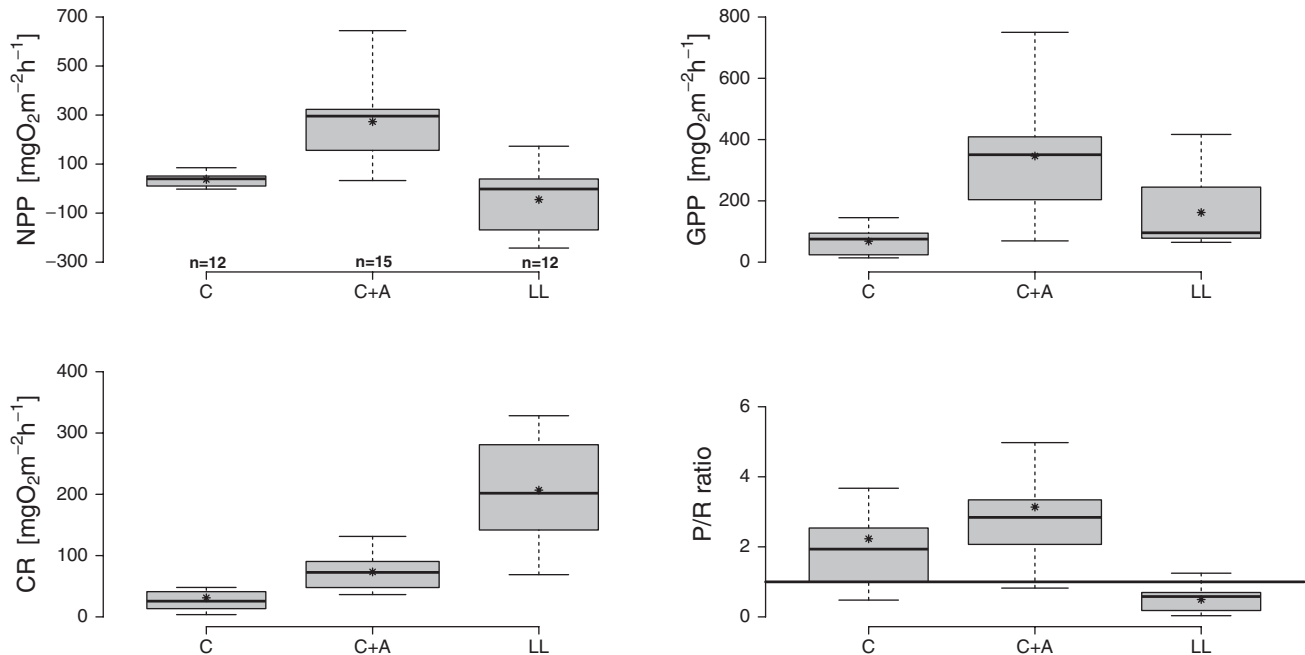 NPP [mgO₂m⁻²h⁻¹]
700
500
300
100
−100
−300
n=12
n=15
n=12
C
C+A
LL
GPP [mgO₂m⁻²h⁻¹]
800
600
400
200
0
C
C+A
LL
CR [mgO₂m⁻²h⁻¹]
400
300
200
100
0
C
C+A
LL
P/R ratio
6
4
2
0
C
C+A
LL